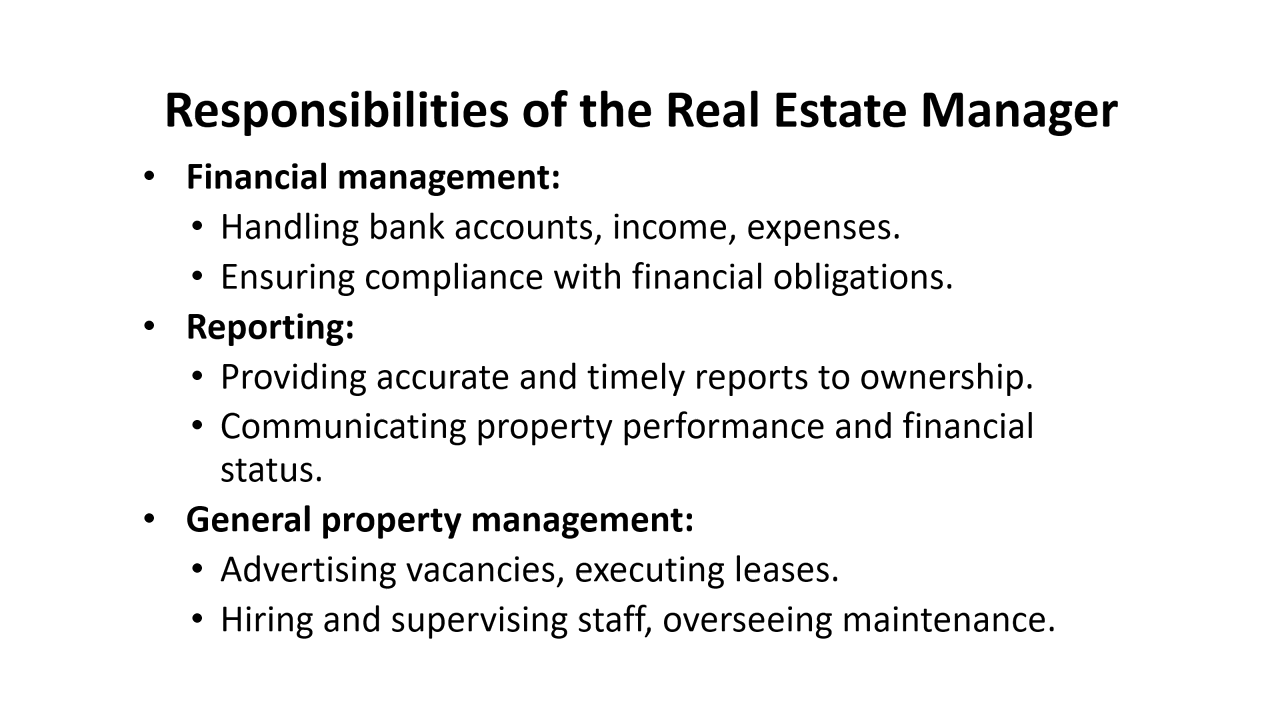 Responsibilities of the Real Estate Manager
• Financial management:
• Handling bank accounts, income, expenses.
• Ensuring compliance with financial obligations.
• Reporting:
• Providing accurate and timely reports to ownership.
• Communicating property performance and financial
status.
• General property management:
• Advertising vacancies, executing leases.
• Hiring and supervising staff, overseeing maintenance.